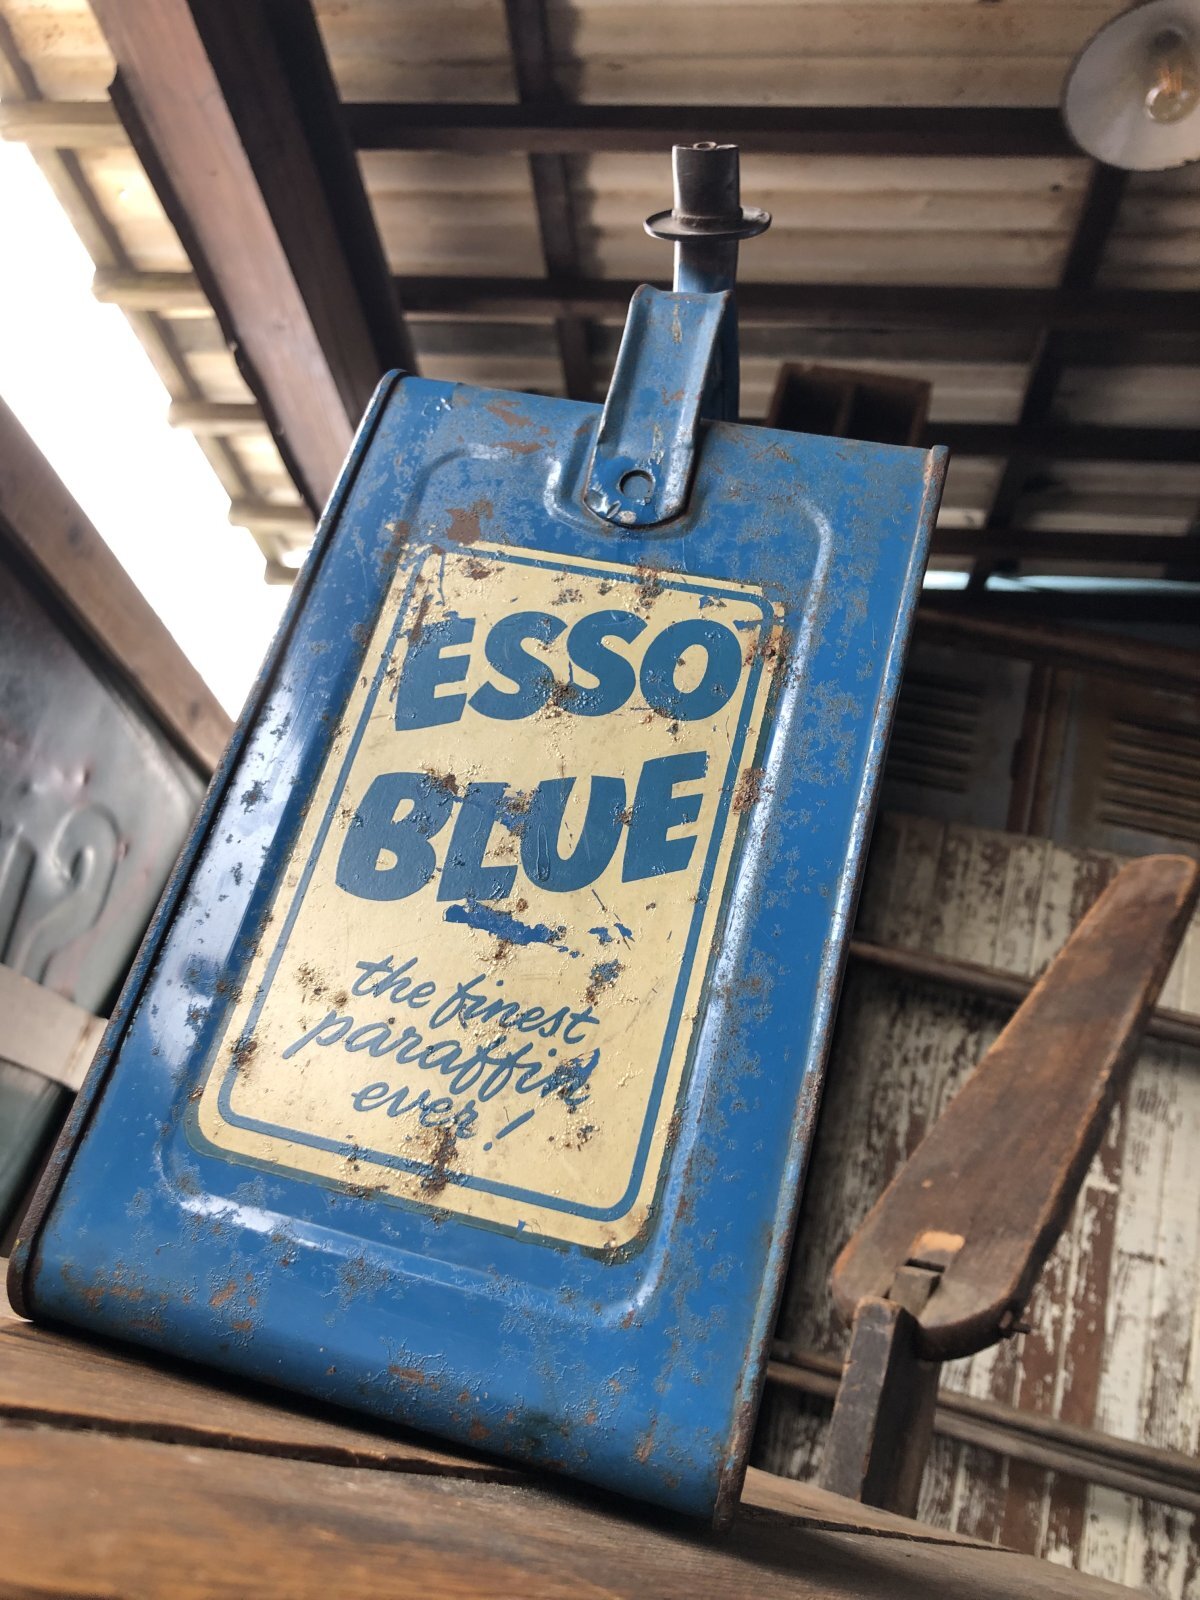 ESSO
BLUE
the finest
paraffin
ever!